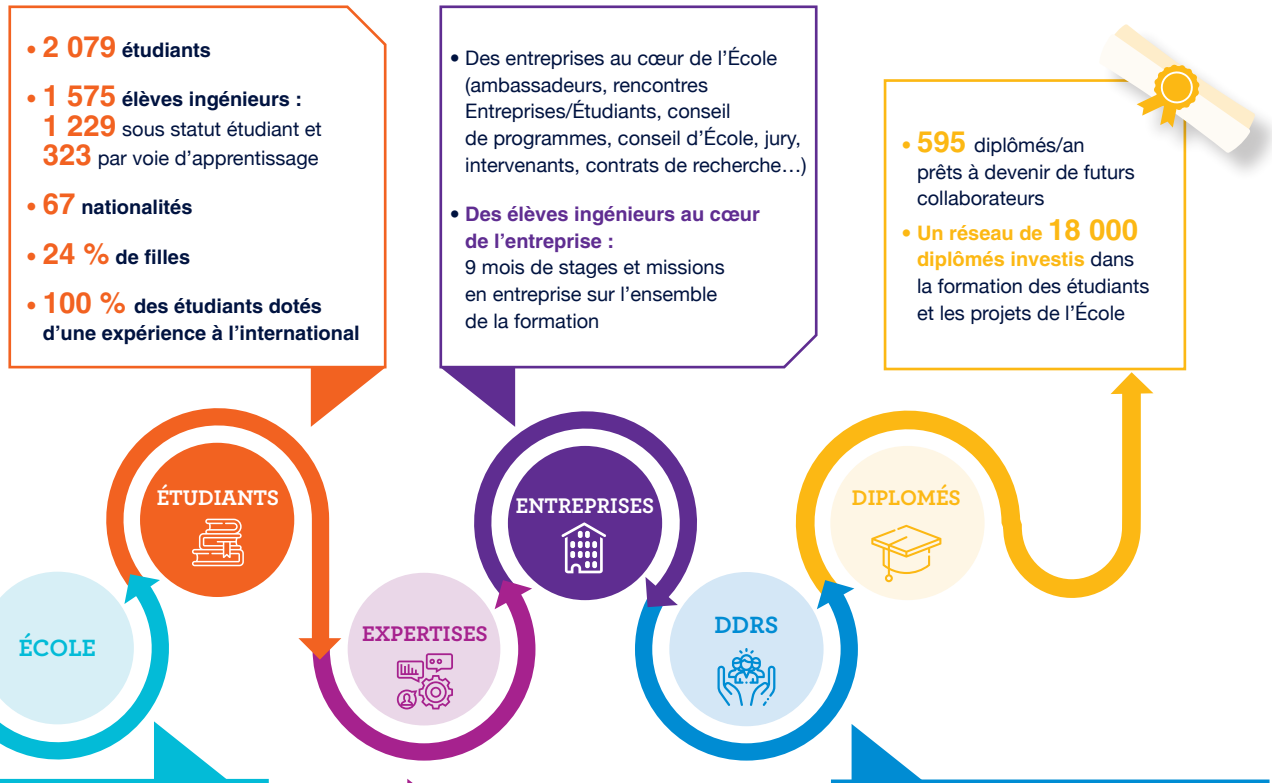 • 2 079 étudiants
• 1 575 élèves ingénieurs :
1 229 sous statut étudiant et
323 par voie d’apprentissage
• 67 nationalités
• 24 % de filles
• 100 % des étudiants dotés
d’une expérience à l’international
• Des entreprises au cœur de l’École
(ambassadeurs, rencontres
Entreprises/Étudiants, conseil
de programmes, conseil d’École, jury,
intervenants, contrats de recherche…)
• Des élèves ingénieurs au cœur
de l’entreprise :
9 mois de stages et missions
en entreprise sur l’ensemble
de la formation
• 595 diplômés/an
prêts à devenir de futurs
collaborateurs
• Un réseau de 18 000
diplômés investis dans
la formation des étudiants
et les projets de l’École
ÉCOLE
ÉTUDIANTS
EXPERTISES
ENTREPRISES
DDRS
DIPLOMÉS